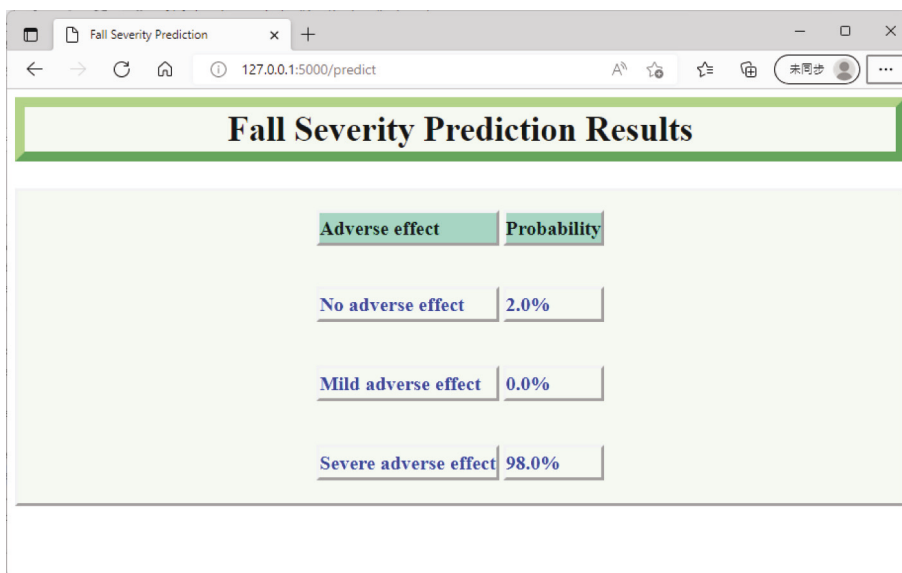 Fall Severity Prediction
127.0.0.1:5000/predict
未同步
Fall Severity Prediction Results
Adverse effect Probability
No adverse effect 2.0%
Mild adverse effect 0.0%
Severe adverse effect 98.0%